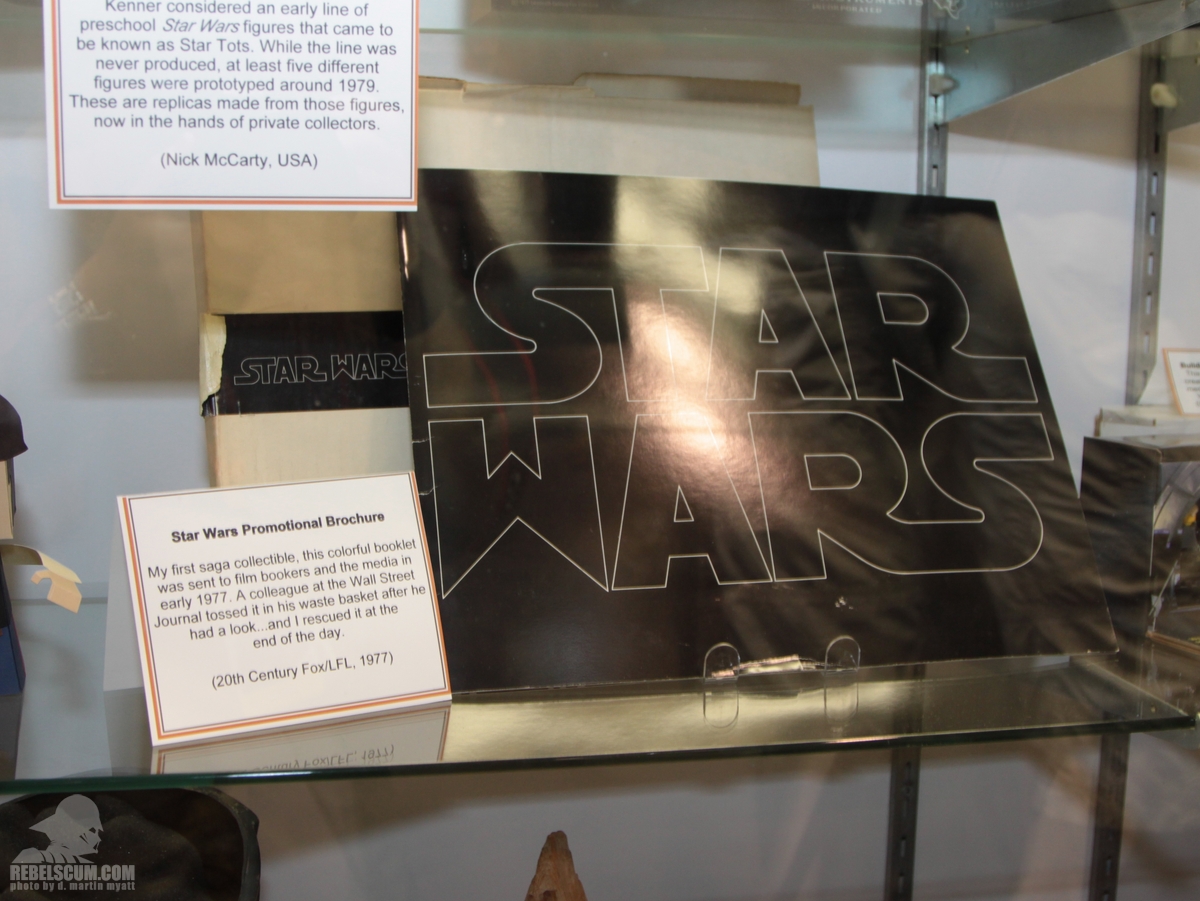 Kenner considered an early line of
preschool Star Wars figures that came to
be known as Star Tots. While the line was
never produced, at least five different
figures were prototyped around 1979.
These are replicas made from those figures,
now in the hands of private collectors.
(Nick McCarty, USA)
STAR WARS
STAR
WARS
Star Wars Promotional Brochure
My first saga collectible, this colorful booklet
was sent to film bookers and the media in
early 1977. A colleague at the Wall Street
Journal tossed it in his waste basket after he
had a look...and I rescued it at the
end of the day.
(20th Century Fox/LFL, 1977)
REBELSCUM.COM
photo by d. martin myatt